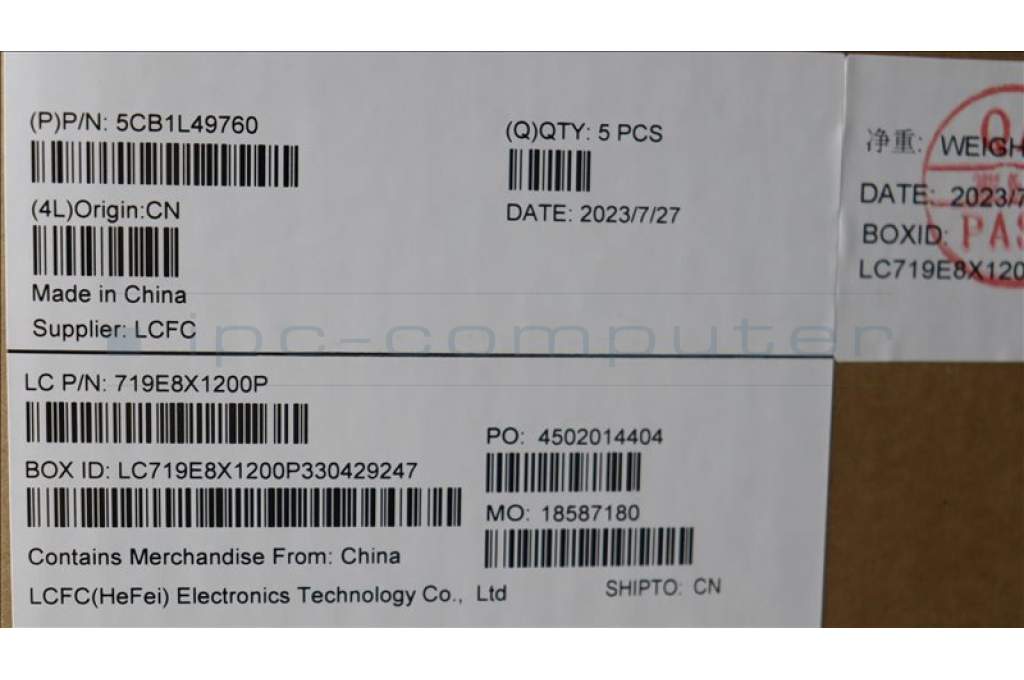 (P)P/N: 5CB1L49760
(4L)Origin:CN
Made in China
Supplier: LCFC
(Q)QTY: 5 PCS
DATE: 2023/7/27
LC P/N: 719E8X1200P
BOX ID: LC719E8X1200P330429247
Contains Merchandise From: China
LCFC(HeFei) Electronics Technology Co., Ltd
PO: 4502014404
MO: 18587180
SHIPTO: CN
净重: WEIGH
DATE: 2023/7
BOXID:
LC719E8X120
PAS
ipc-computer